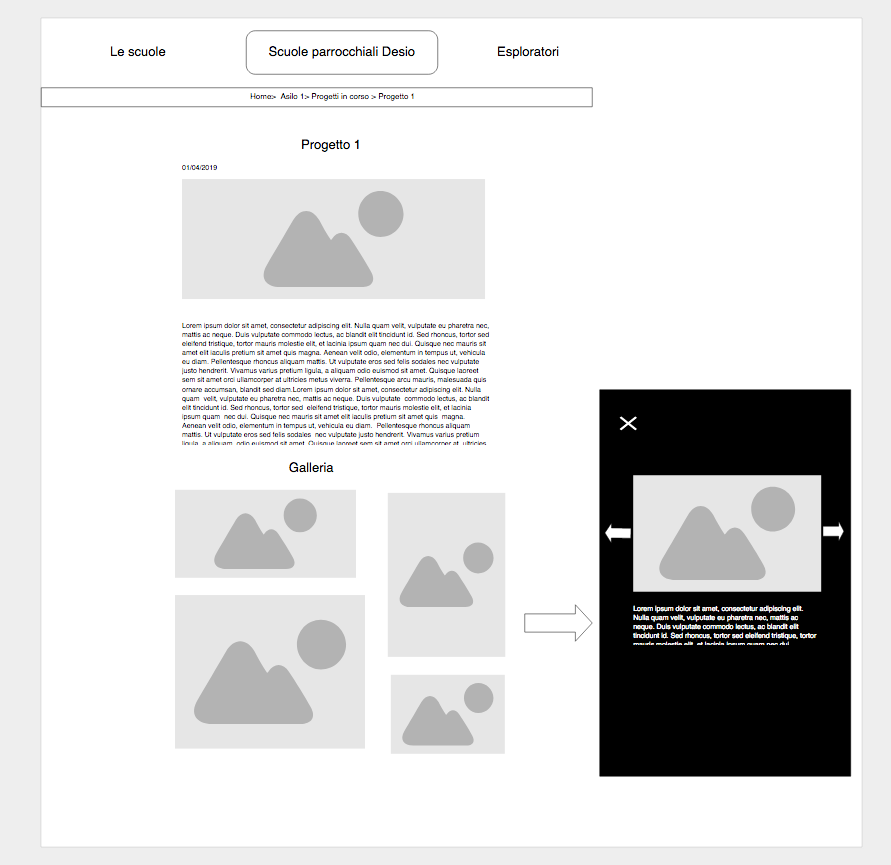 Le scuole
Scuole parrocchiali Desio
Esploratori
Home> Asilo 1> Progetti in corso > Progetto 1
Progetto 1
01/04/2019
Lorem ipsum dolor sit amet, consectetur adipiscing elit. Nulla quam velit, vulputate eu pharetra nec,
mattis ac neque. Duis vulputate commodo lectus, ac blandit elit tincidunt id. Sed rhoncus, tortor sed
eleifend tristique, tortor mauris molestie elit, et lacinia ipsum quam nec dui. Quisque nec mauris sit
amet elit iaculis pretium sit amet quis magna. Aenean velit odio, elementum in tempus ut, vehicula
eu diam. Pellentesque rhoncus aliquam mattis. Ut vulputate eros sed felis sodales nec vulputate
justo hendrerit. Vivamus varius pretium ligula, a aliquam odio euismod sit amet. Quisque laoreet
sem sit amet orci ullamcorper at ultricies metus viverra. Pellentesque arcu mauris, malesuada quis
ornare accumsan, blandit sed diam.Lorem ipsum dolor sit amet, consectetur adipiscing elit. Nulla
quam velit, vulputate eu pharetra nec, mattis ac neque. Duis vulputate commodo lectus, ac blandit
elit tincidunt id. Sed rhoncus, tortor sed eleifend tristique, tortor mauris molestie elit, et lacinia
ipsum quam nec dui. Quisque nec mauris sit amet elit iaculis pretium sit amet quis magna.
Aenean velit odio, elementum in tempus ut, vehicula eu diam. Pellentesque rhoncus aliquam
mattis. Ut vulputate eros sed felis sodales nec vulputate justo hendrerit. Vivamus varius pretium
ligula, a aliquam odio euismod sit amet. Quisque laoreet sem sit amet orci ullamcorper at ultricies
Galleria
Lorem ipsum dolor sit amet, consectetur adipiscing elit.
Nulla quam velit, vulputate eu pharetra nec, mattis ac
neque. Duis vulputate commodo lectus, ac blandit elit
tincidunt id. Sed rhoncus, tortor sed eleifend tristique, tortor
mauris molestie elit, et lacinia ipsum quam nec dui.